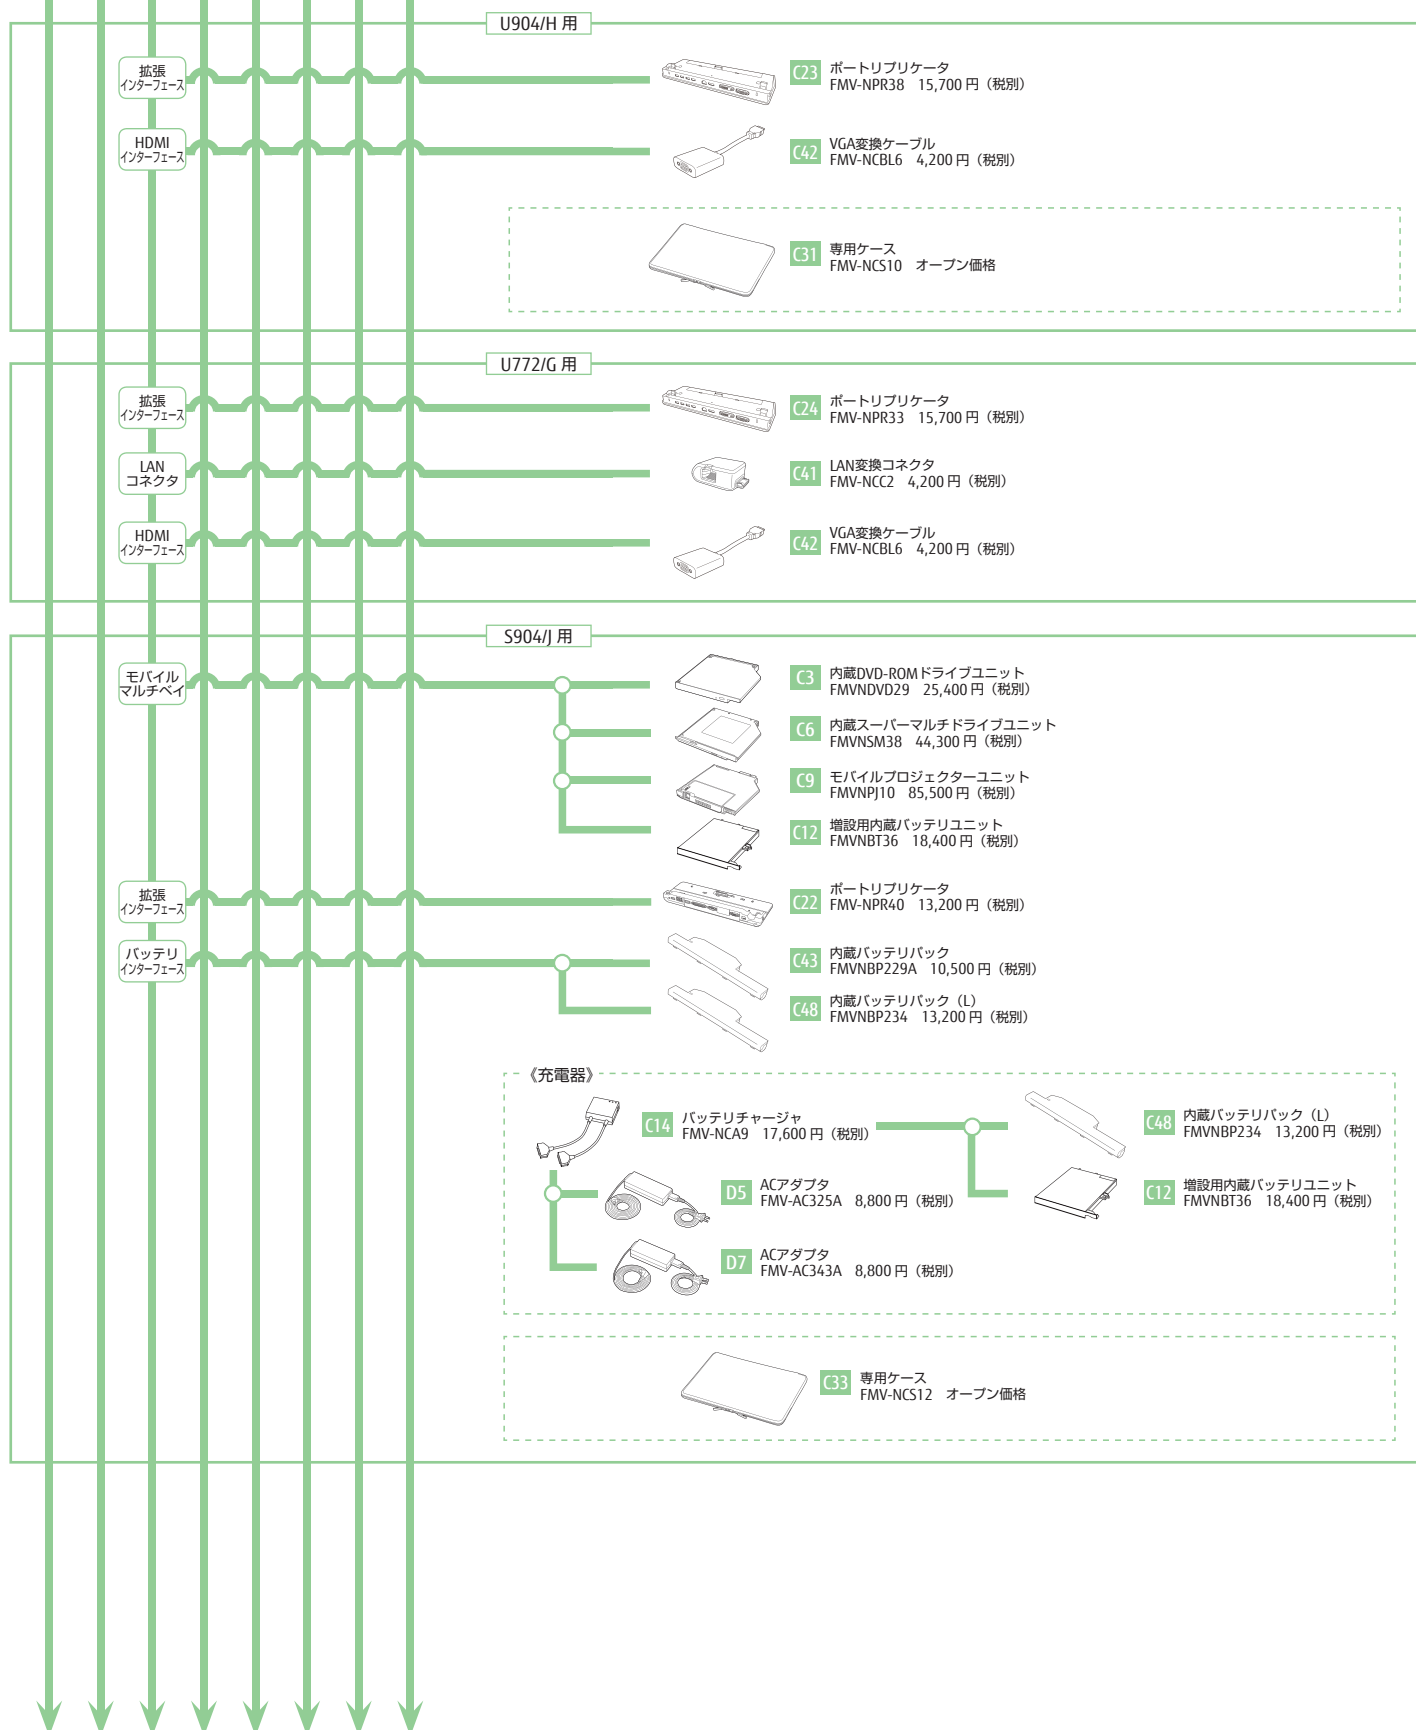 U904/H 用
拡張
インターフェース
C23
ポートリプリケータ
FMV-NPR38 15,700 円（税別）
HDMI
インターフェース
C42
VGA変換ケーブル
FMV-NCBL6 4,200 円（税別）
C31
専用ケース
FMV-NCS10 オープン価格
U772/G 用
拡張
インターフェース
C24
ポートリプリケータ
FMV-NPR33 15,700 円（税別）
LAN
コネクタ
C41
LAN変換コネクタ
FMV-NCC2 4,200 円（税別）
HDMI
インターフェース
C42
VGA変換ケーブル
FMV-NCBL6 4,200 円（税別）
S904/J 用
モバイル
マルチベイ
C3
内蔵DVD-ROMドライブユニット
FMVNDVD29 25,400 円（税別）
C6
内蔵スーパーマルチドライブユニット
FMVNSM38 44,300 円（税別）
C9
モバイルプロジェクターユニット
FMVNPJ10 85,500 円（税別）
C12
増設用内蔵バッテリユニット
FMVNBT36 18,400 円（税別）
拡張
インターフェース
C22
ポートリプリケータ
FMV-NPR40 13,200 円（税別）
バッテリ
インターフェース
C43
内蔵バッテリパック
FMVNBP229A 10,500 円（税別）
C48
内蔵バッテリパック（L）
FMVNBP234 13,200 円（税別）
《充電器》
C14
バッテリチャージャ
FMV-NCA9 17,600 円（税別）
C48
内蔵バッテリパック（L）
FMVNBP234 13,200 円（税別）
D5
ACアダプタ
FMV-AC325A 8,800 円（税別）
C12
増設用内蔵バッテリユニット
FMVNBT36 18,400 円（税別）
D7
ACアダプタ
FMV-AC343A 8,800 円（税別）
C33
専用ケース
FMV-NCS12 オープン価格